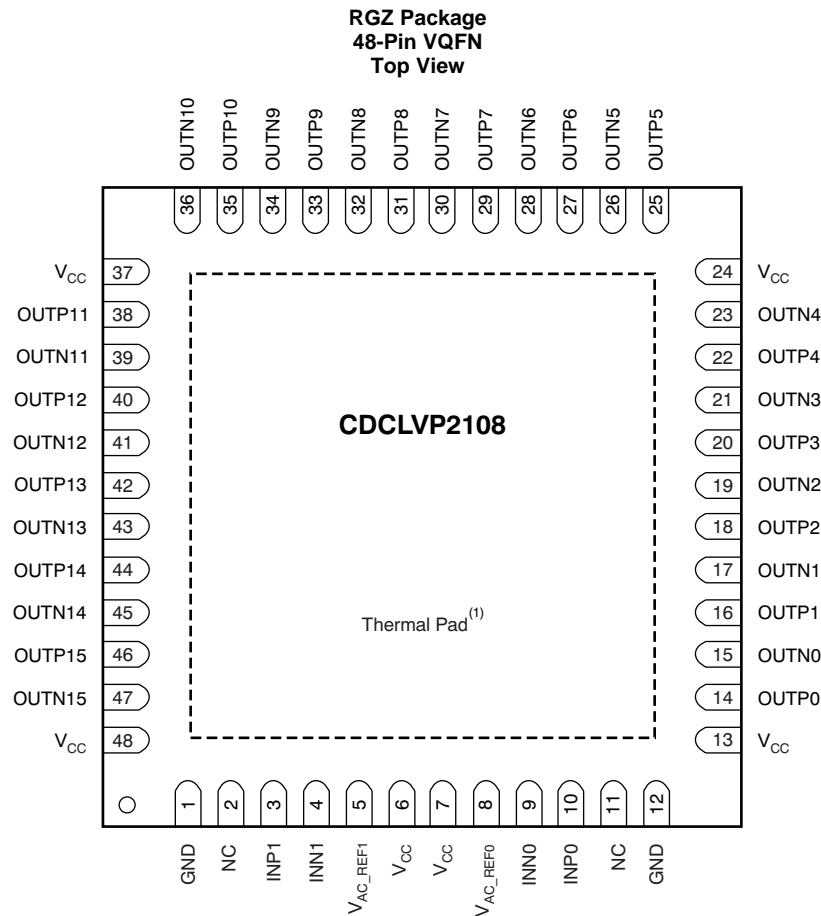 RGZ Package
48-Pin VQFN
Top View
OUTN10
OUTP10
OUTN9
OUTP9
OUTN8
OUTP8
OUTN7
OUTP7
OUTN6
OUTP6
OUTN5
OUTP5
36
35
34
33
32
31
30
29
28
27
26
25
VCC 37
OUTP11 38
OUTN11 39
OUTP12 40
OUTN12 41
OUTP13 42
OUTN13 43
OUTP14 44
OUTN14 45
OUTP15 46
OUTN15 47
VCC 48
CDCLVP2108
Thermal Pad(1)
24 VCC
23 OUTN4
22 OUTP4
21 OUTN3
20 OUTP3
19 OUTN2
18 OUTP2
17 OUTN1
16 OUTP1
15 OUTN0
14 OUTP0
13 VCC
1
2
3
4
5
6
7
8
9
10
11
12
GND
NC
INP1
INN1
VAC_REF1
VCC
VCC
VAC_REF0
INN0
INP0
NC
GND